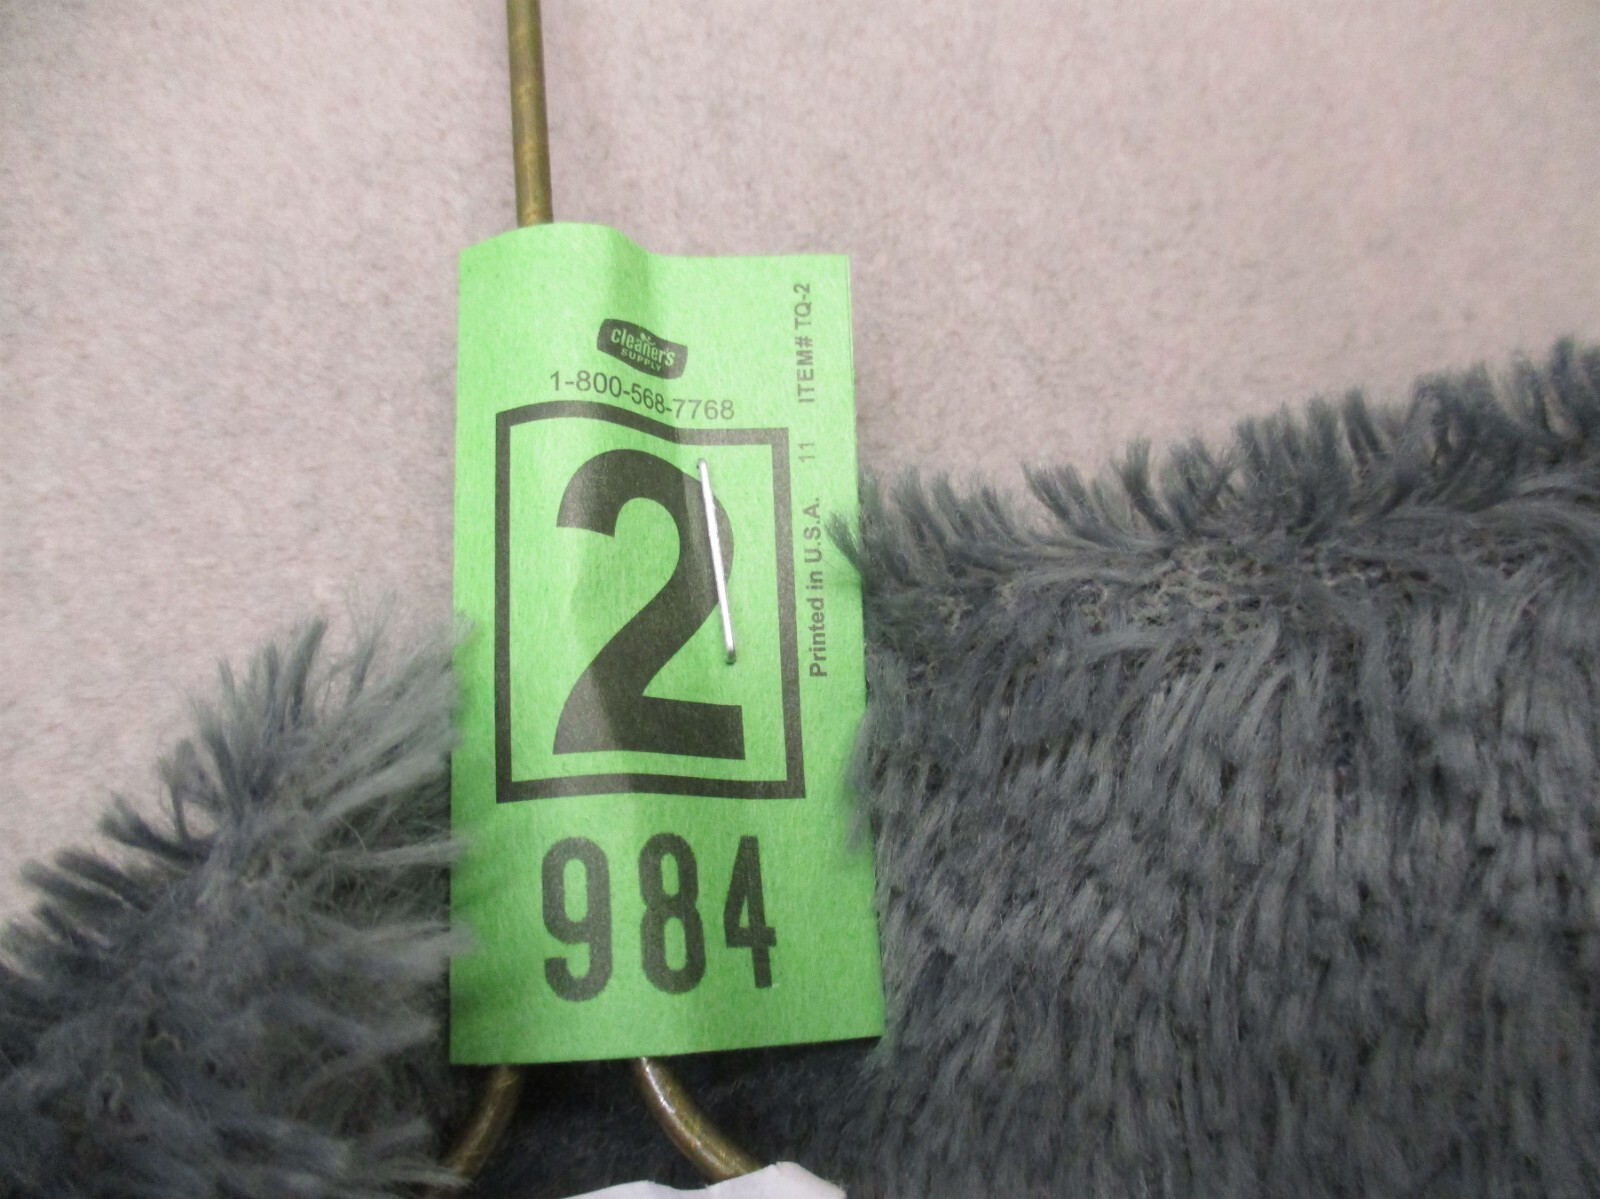 cleaner's
SUPPLY
1-800-568-7768
2
984
Printed in U.S.A. 11 ITEM# TQ-2